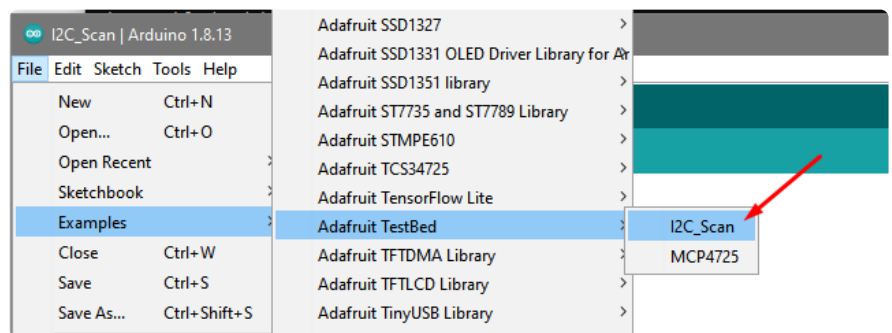 I2C_Scan | Arduino 1.8.13
File Edit Sketch Tools Help
New Ctrl+N
Open... Ctrl+O
Open Recent
Sketchbook
Examples
Close Ctrl+W
Save Ctrl+S
Save As... Ctrl+Shift+S
Adafruit SSD1327
Adafruit SSD1331 OLED Driver Library for Ar
Adafruit SSD1351 library
Adafruit ST7735 and ST7789 Library
Adafruit STMPE610
Adafruit TCS34725
Adafruit TensorFlow Lite
Adafruit TestBed
Adafruit TFTDMA Library
Adafruit TFTLCD Library
Adafruit TinyUSB Library
I2C_Scan
MCP4725